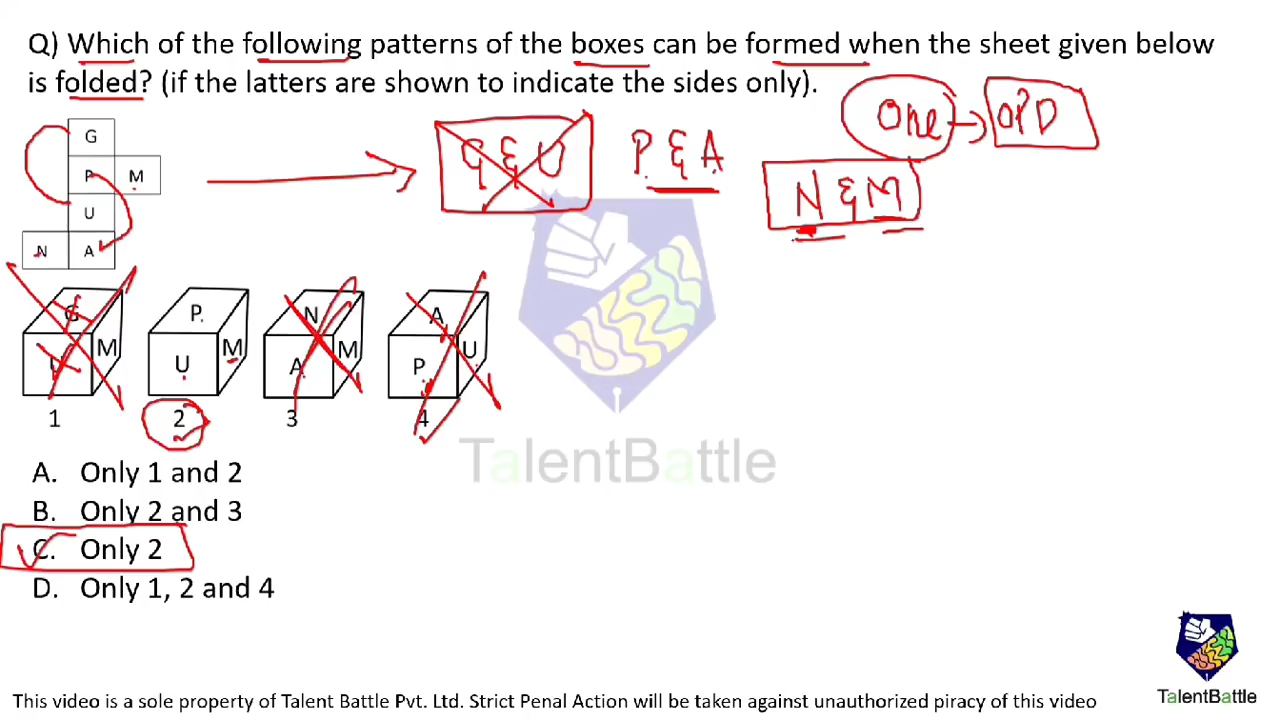 Q) Which of the following patterns of the boxes can be formed when the sheet given below
is folded? (if the latters are shown to indicate the sides only).
One → OPD
G
G & U P & A
P M
N & M
U
N A
G P. N A
U M U M A M P U
1 2 3 4
TalentBattle
A. Only 1 and 2
B. Only 2 and 3
C. Only 2
D. Only 1, 2 and 4
TalentBattle
This video is a sole property of Talent Battle Pvt. Ltd. Strict Penal Action will be taken against unauthorized piracy of this video